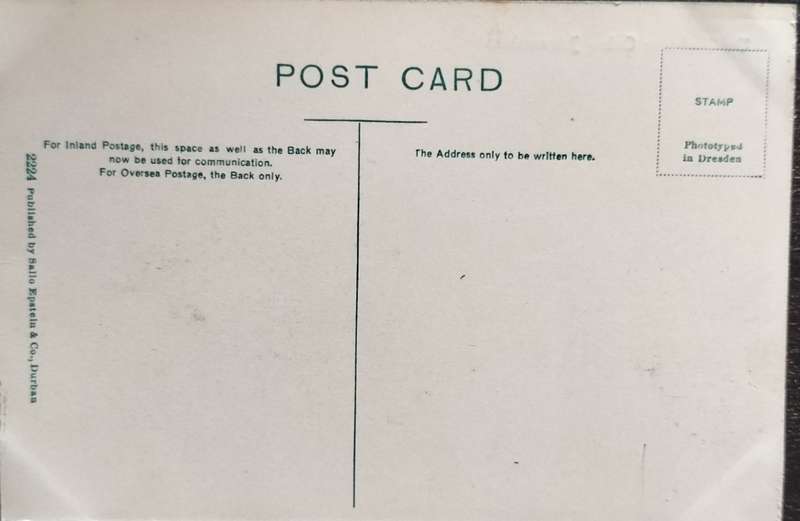 POST CARD
STAMP
Phototyped
in Dresden
For Inland Postage, this space as well as the Back may
now be used for communication.
For Oversea Postage, the Back only.
The Address only to be written here.
2224 Published by Sallo Epstein & Co., Durban